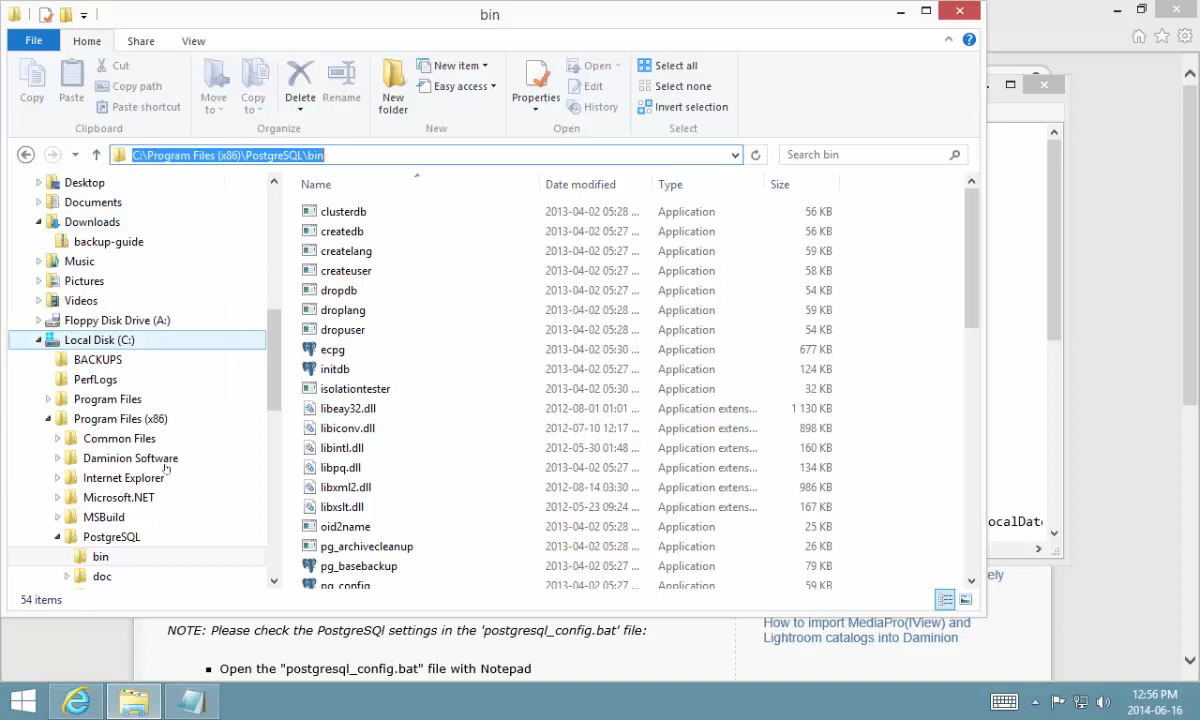 bin
File Home Share View
Copy
Paste
Cut
Copy path
Paste shortcut
Clipboard
Move to
Copy to
Delete
Rename
Organize
New folder
New item
Easy access
New
Properties
Open
Edit
History
Open
Select all
Select none
Invert selection
Select
C:\Program Files (x86)\PostgreSQL\bin
Search bin
Desktop
Documents
Downloads
backup-guide
Music
Pictures
Videos
Floppy Disk Drive (A:)
Local Disk (C:)
BACKUPS
PerfLogs
Program Files
Program Files (x86)
Common Files
Daminion Software
Internet Explorer
Microsoft.NET
MSBuild
PostgreSQL
bin
doc
Name Date modified Type Size
clusterdb 2013-04-02 05:28 ... Application 56 KB
createdb 2013-04-02 05:27 ... Application 56 KB
createlang 2013-04-02 05:27 ... Application 59 KB
createuser 2013-04-02 05:27 ... Application 58 KB
dropdb 2013-04-02 05:27 ... Application 54 KB
droplang 2013-04-02 05:28 ... Application 59 KB
dropuser 2013-04-02 05:28 ... Application 54 KB
ecpg 2013-04-02 05:30 ... Application 677 KB
initdb 2013-04-02 05:27 ... Application 124 KB
isolationtester 2013-04-02 05:30 ... Application 32 KB
libeay32.dll 2012-08-01 01:01 ... Application extens... 1 130 KB
libiconv.dll 2012-07-10 12:17 ... Application extens... 898 KB
libintl.dll 2012-05-30 01:48 ... Application extens... 160 KB
libpq.dll 2013-04-02 05:27 ... Application extens... 134 KB
libxml2.dll 2012-08-14 03:30 ... Application extens... 986 KB
libxslt.dll 2012-05-23 09:24 ... Application extens... 167 KB
oid2name 2013-04-02 05:28 ... Application 25 KB
pg_archivecleanup 2013-04-02 05:28 ... Application 26 KB
pg_basebackup 2013-04-02 05:28 ... Application 79 KB
pg_config 2013-04-02 05:27 ... Application 59 KB
54 items
ocalDate
ely
How to import MediaPro(IView) and
Lightroom catalogs into Daminion
NOTE: Please check the PostgreSQl settings in the 'postgresql_config.bat' file:
Open the "postgresql_config.bat" file with Notepad
12:56 PM
2014-06-16